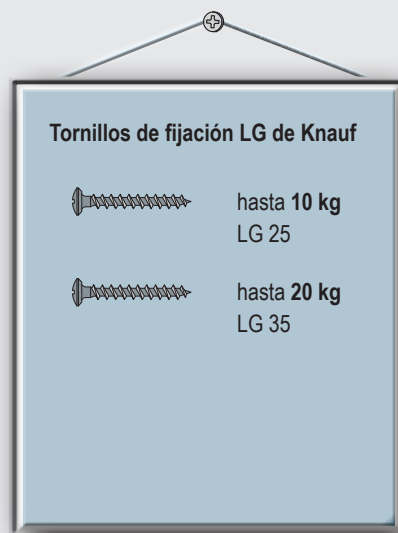 Tornillos de fijación LG de Knauf
hasta 10 kg
LG 25
hasta 20 kg
LG 35